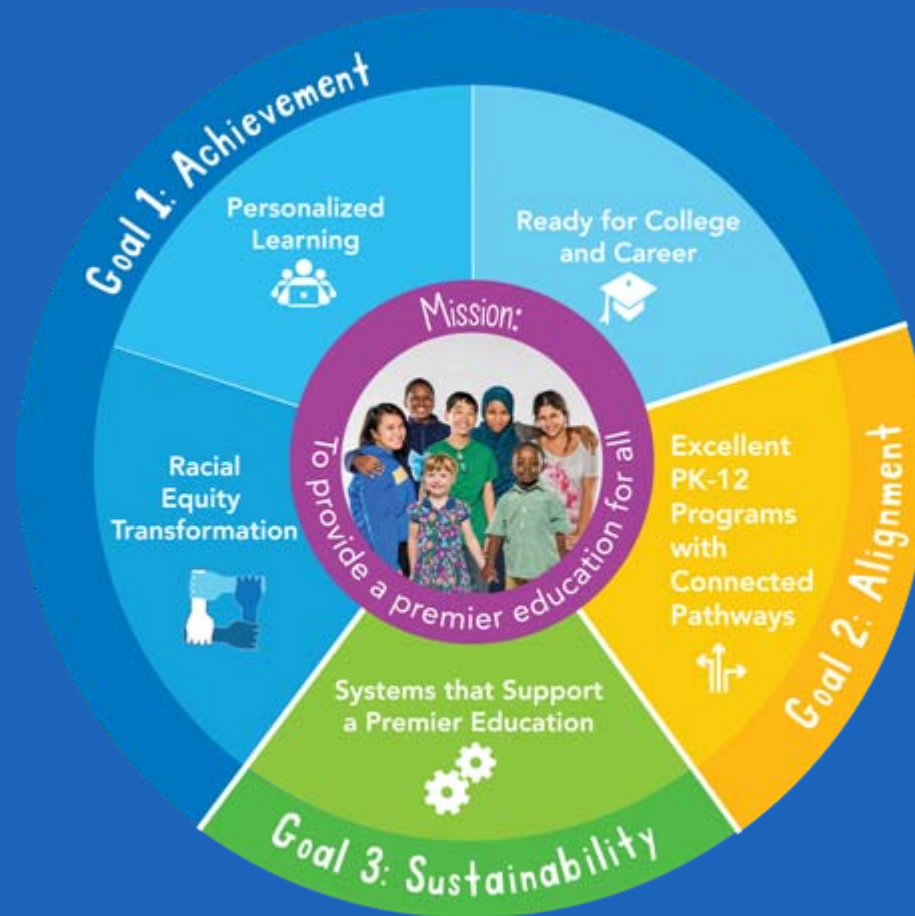 Goal 1: Achievement
Personalized
Learning
Ready for College
and Career
Racial
Equity
Transformation
Mission:
To provide a premier education for all
Excellent
PK-12
Programs
with
Connected
Pathways
Goal 2: Alignment
Systems that Support
a Premier Education
Goal 3: Sustainability